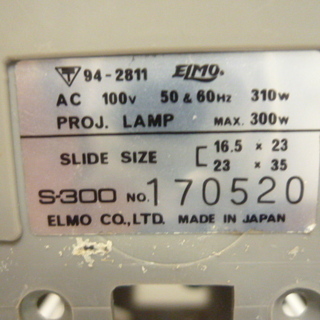 T 94-2811 ELMO®
AC 100V 50 & 60Hz 310W
PROJ. LAMP MAX. 300W
SLIDE SIZE [ 16.5 × 23
23 × 35
S-300 NO. 170520
ELMO CO., LTD. MADE IN JAPAN